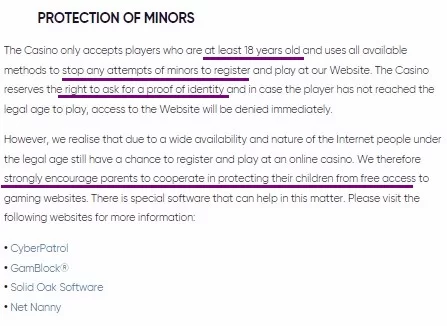 PROTECTION OF MINORS
The Casino only accepts players who are at least 18 years old and uses all available
methods to stop any attempts of minors to register and play at our Website. The Casino
reserves the right to ask for a proof of identity and in case the player has not reached the
legal age to play, access to the Website will be denied immediately.
However, we realise that due to a wide availability and nature of the Internet people under
the legal age still have a chance to register and play at an online casino. We therefore
strongly encourage parents to cooperate in protecting their children from free access to
gaming websites. There is special software that can help in this matter. Please visit the
following websites for more information:
• CyberPatrol
• GamBlock®
• Solid Oak Software
• Net Nanny